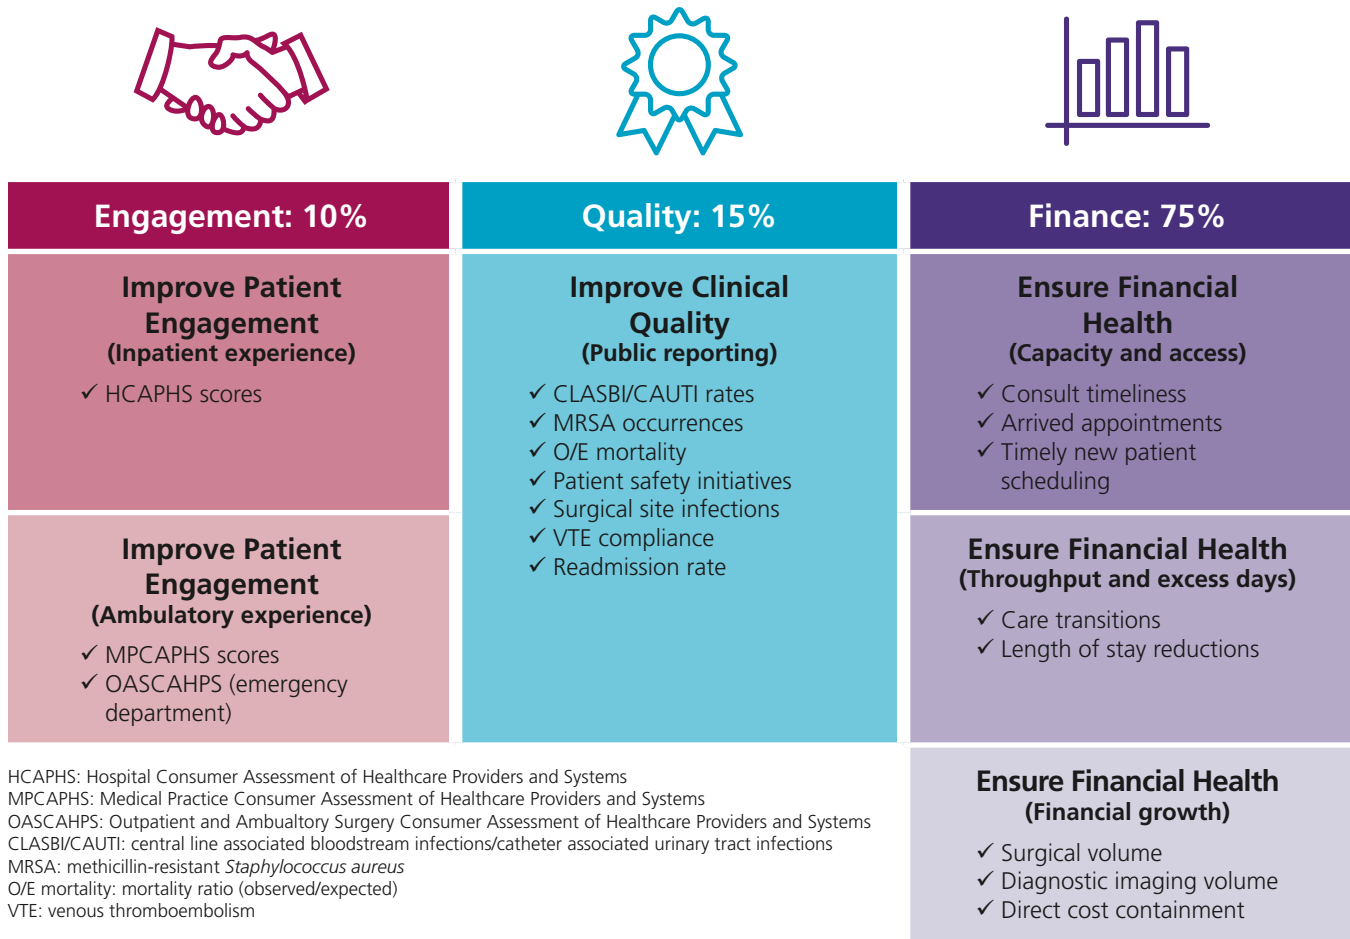 Engagement: 10%
Improve Patient
Engagement
(Inpatient experience)
✓ HCAPHS scores
Improve Patient
Engagement
(Ambulatory experience)
✓ MPCAPHS scores
✓ OASCAHPS (emergency
department)
Quality: 15%
Improve Clinical
Quality
(Public reporting)
✓ CLASBI/CAUTI rates
✓ MRSA occurrences
✓ O/E mortality
✓ Patient safety initiatives
✓ Surgical site infections
✓ VTE compliance
✓ Readmission rate
Finance: 75%
Ensure Financial
Health
(Capacity and access)
✓ Consult timeliness
✓ Arrived appointments
✓ Timely new patient
scheduling
Ensure Financial Health
(Throughput and excess days)
✓ Care transitions
✓ Length of stay reductions
Ensure Financial Health
(Financial growth)
✓ Surgical volume
✓ Diagnostic imaging volume
✓ Direct cost containment
HCAPHS: Hospital Consumer Assessment of Healthcare Providers and Systems
MPCAPHS: Medical Practice Consumer Assessment of Healthcare Providers and Systems
OASCAHPS: Outpatient and Ambualtory Surgery Consumer Assessment of Healthcare Providers and Systems
CLASBI/CAUTI: central line associated bloodstream infections/catheter associated urinary tract infections
MRSA: methicillin-resistant Staphylococcus aureus
O/E mortality: mortality ratio (observed/expected)
VTE: venous thromboembolism